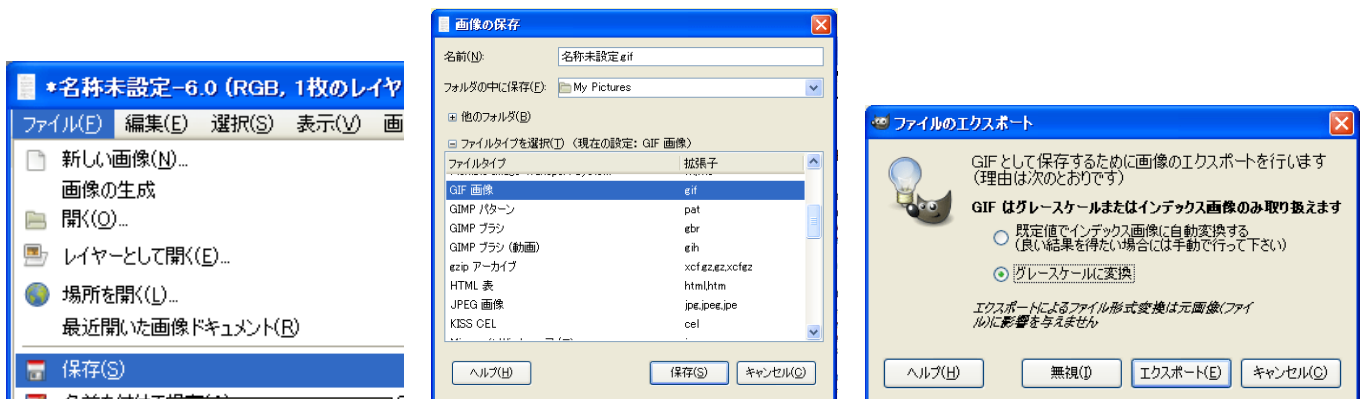 *名称未設定-6.0 (RGB, 1枚のレイヤ
ファイル(F) 編集(E) 選択(S) 表示(V) 画
新しい画像(N)...
画像の生成
開く(O)...
レイヤーとして開く(E)...
場所を開く(L)...
最近開いた画像ドキュメント(R)
保存(S)
画像の保存
名前(N): 名称未設定.gif
フォルダの中に保存(F): My Pictures
他のフォルダ(B)
ファイルタイプを選択(T) (現在の設定: GIF 画像)
ファイルタイプ 拡張子
GIF 画像 gif
GIMP パターン pat
GIMP ブラシ gbr
GIMP ブラシ (動画) gih
gzip アーカイブ xcfgz,gz,xcfgz
HTML 表 html,htm
JPEG 画像 jpg,jpeg,jpe
KISS CEL cel
ヘルプ(H) 保存(S) キャンセル(C)
ファイルのエクスポート
GIF として保存するために画像のエクスポートを行います
(理由は次のとおりです)
GIF はグレースケールまたはインデックス画像のみ取り扱えます
既定値でインデックス画像に自動変換する
(良い結果を得たい場合には手動で行って下さい)
グレースケールに変換
エクスポートによるファイル形式変換は元画像(ファイ
ル)に影響を与えません
ヘルプ(H) 無視(I) エクスポート(E) キャンセル(C)